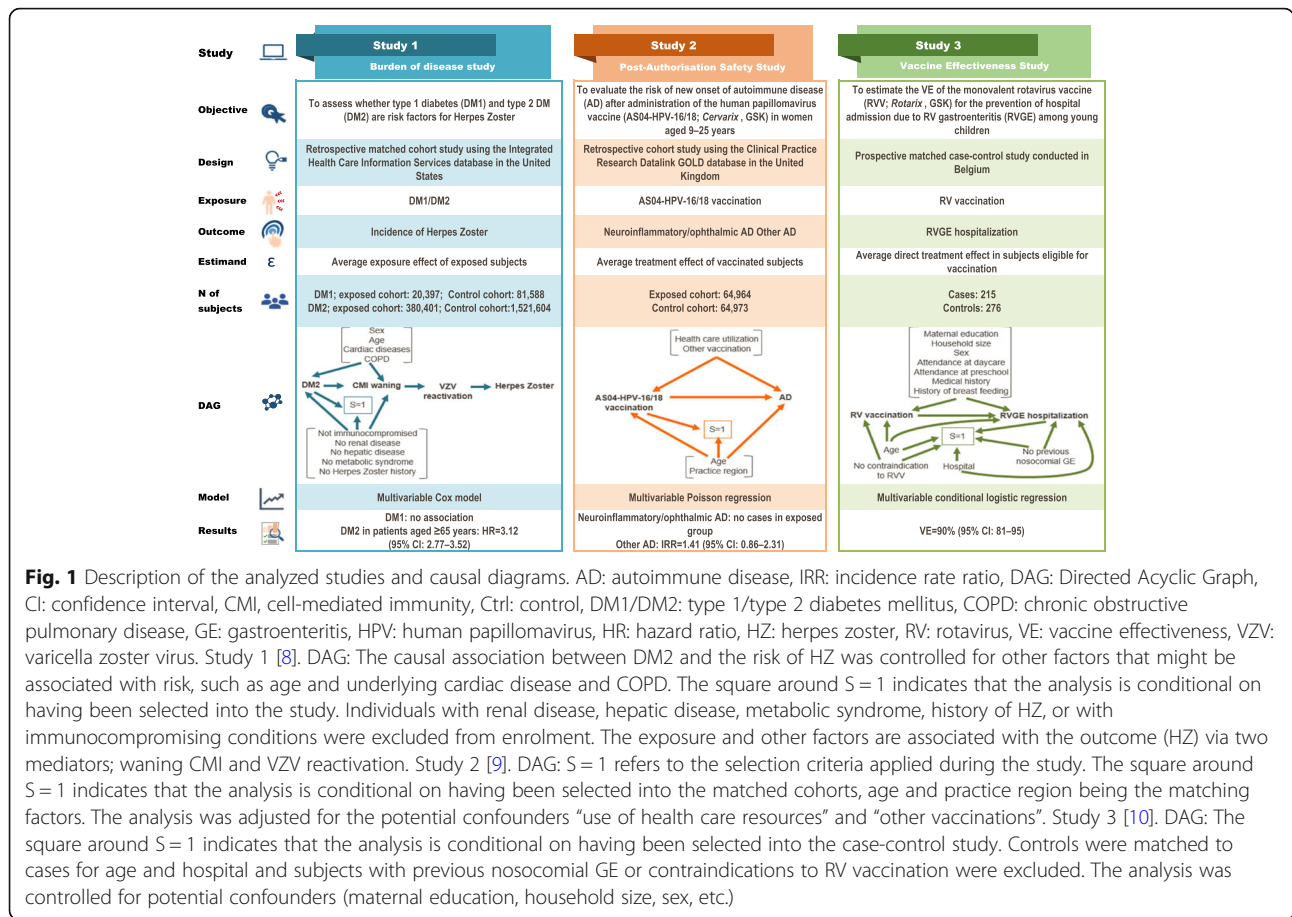 Study
Study 1
Burden of disease study
Study 2
Post-Authorisation Safety Study
Study 3
Vaccine Effectiveness Study
Objective
To assess whether type 1 diabetes (DM1) and type 2 DM
(DM2) are risk factors for Herpes Zoster
To evaluate the risk of new onset of autoimmune disease
(AD) after administration of the human papillomavirus
vaccine (AS04-HPV-16/18; Cervarix , GSK) in women
aged 9–25 years
To estimate the VE of the monovalent rotavirus vaccine
(RVV; Rotarix , GSK) for the prevention of hospital
admission due to RV gastroenteritis (RVGE) among young
children
Design
Retrospective matched cohort study using the Integrated
Health Care Information Services database in the United
States
Retrospective cohort study using the Clinical Practice
Research Datalink GOLD database in the United
Kingdom
Prospective matched case-control study conducted in
Belgium
Exposure
DM1/DM2
AS04-HPV-16/18 vaccination
RV vaccination
Outcome
Incidence of Herpes Zoster
Neuroinflammatory/ophthalmic AD Other AD
RVGE hospitalization
Estimand
ε
Average exposure effect of exposed subjects
Average treatment effect of vaccinated subjects
Average direct treatment effect in subjects eligible for
vaccination
N of
subjects
DM1; exposed cohort: 20,397; Control cohort: 81,588
DM2; exposed cohort: 380,401; Control cohort:1,521,604
Exposed cohort: 64,964
Control cohort: 64,973
Cases: 215
Controls: 276
DAG
Sex
Age
Cardiac diseases
COPD
DM2
CMI waning
VZV
reactivation
Herpes Zoster
S=1
Not immunocompromised
No renal disease
No hepatic disease
No metabolic syndrome
No Herpes Zoster history
Health care utilization
Other vaccination
AS04-HPV-16/18
vaccination
AD
S=1
Age
Practice region
Maternal education
Household size
Sex
Attendance at daycare
Attendance at preschool
Medical history
History of breast feeding
RV vaccination
RVGE hospitalization
S=1
Age
No contraindication
to RVV
Hospital
No previous
nosocomial GE
Model
Multivariable Cox model
Multivariable Poisson regression
Multivariable conditional logistic regression
Results
DM1: no association
DM2 in patients aged ≥65 years: HR=3.12
(95% CI: 2.77–3.52)
Neuroinflammatory/ophthalmic AD: no cases in exposed
group
Other AD: IRR=1.41 (95% CI: 0.86–2.31)
VE=90% (95% CI: 81–95)
Fig. 1 Description of the analyzed studies and causal diagrams. AD: autoimmune disease, IRR: incidence rate ratio, DAG: Directed Acyclic Graph,
CI: confidence interval, CMI, cell-mediated immunity, Ctrl: control, DM1/DM2: type 1/type 2 diabetes mellitus, COPD: chronic obstructive
pulmonary disease, GE: gastroenteritis, HPV: human papillomavirus, HR: hazard ratio, HZ: herpes zoster, RV: rotavirus, VE: vaccine effectiveness, VZV:
varicella zoster virus. Study 1 [8]. DAG: The causal association between DM2 and the risk of HZ was controlled for other factors that might be
associated with risk, such as age and underlying cardiac disease and COPD. The square around S = 1 indicates that the analysis is conditional on
having been selected into the study. Individuals with renal disease, hepatic disease, metabolic syndrome, history of HZ, or with
immunocompromising conditions were excluded from enrolment. The exposure and other factors are associated with the outcome (HZ) via two
mediators; waning CMI and VZV reactivation. Study 2 [9]. DAG: S = 1 refers to the selection criteria applied during the study. The square around
S = 1 indicates that the analysis is conditional on having been selected into the matched cohorts, age and practice region being the matching
factors. The analysis was adjusted for the potential confounders “use of health care resources” and “other vaccinations”. Study 3 [10]. DAG: The
square around S = 1 indicates that the analysis is conditional on having been selected into the case-control study. Controls were matched to
cases for age and hospital and subjects with previous nosocomial GE or contraindications to RV vaccination were excluded. The analysis was
controlled for potential confounders (maternal education, household size, sex, etc.)